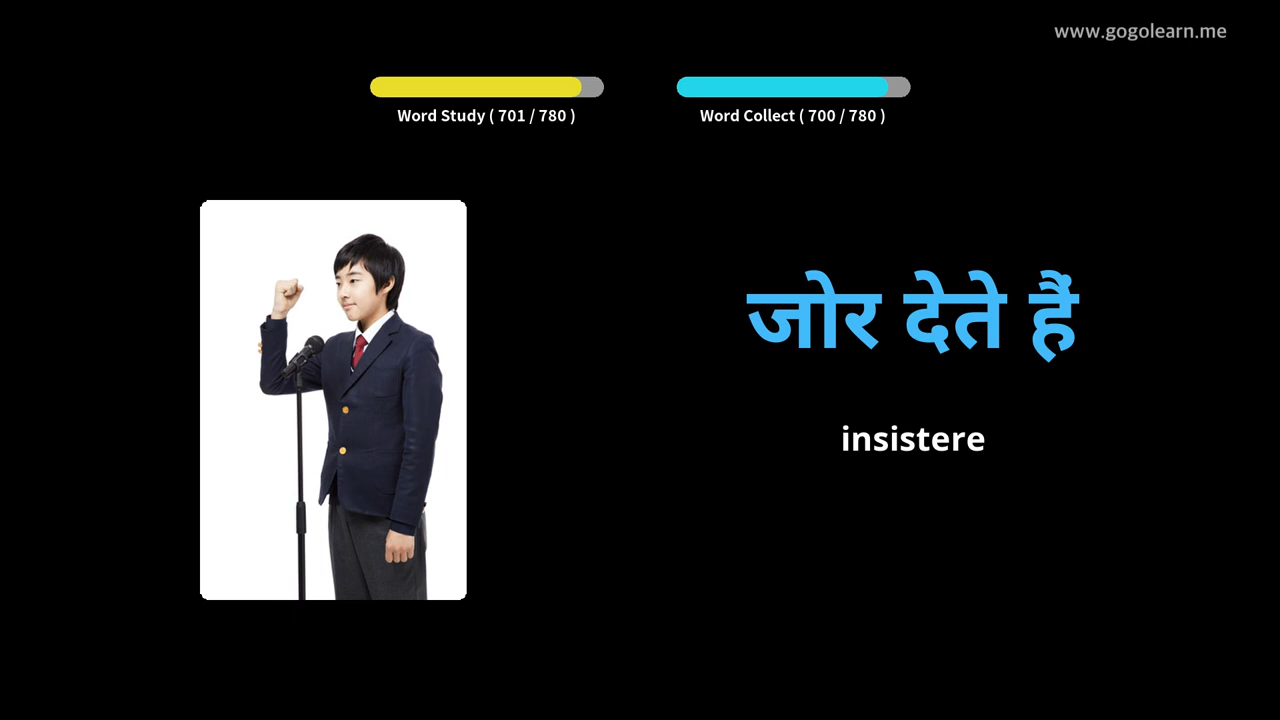 www.gogolearn.me
Word Study ( 701 / 780 )
Word Collect ( 700 / 780 )
जोर देते हैं
insistere